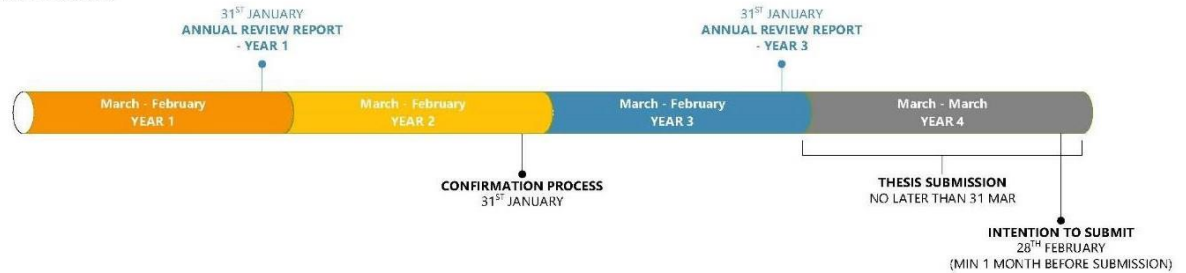 31ST JANUARY
ANNUAL REVIEW REPORT
- YEAR 1
31ST JANUARY
ANNUAL REVIEW REPORT
- YEAR 3
March - February
YEAR 1
March - February
YEAR 2
March - February
YEAR 3
March - March
YEAR 4
CONFIRMATION PROCESS
31ST JANUARY
THESIS SUBMISSION
NO LATER THAN 31 MAR
INTENTION TO SUBMIT
28TH FEBRUARY
(MIN 1 MONTH BEFORE SUBMISSION)